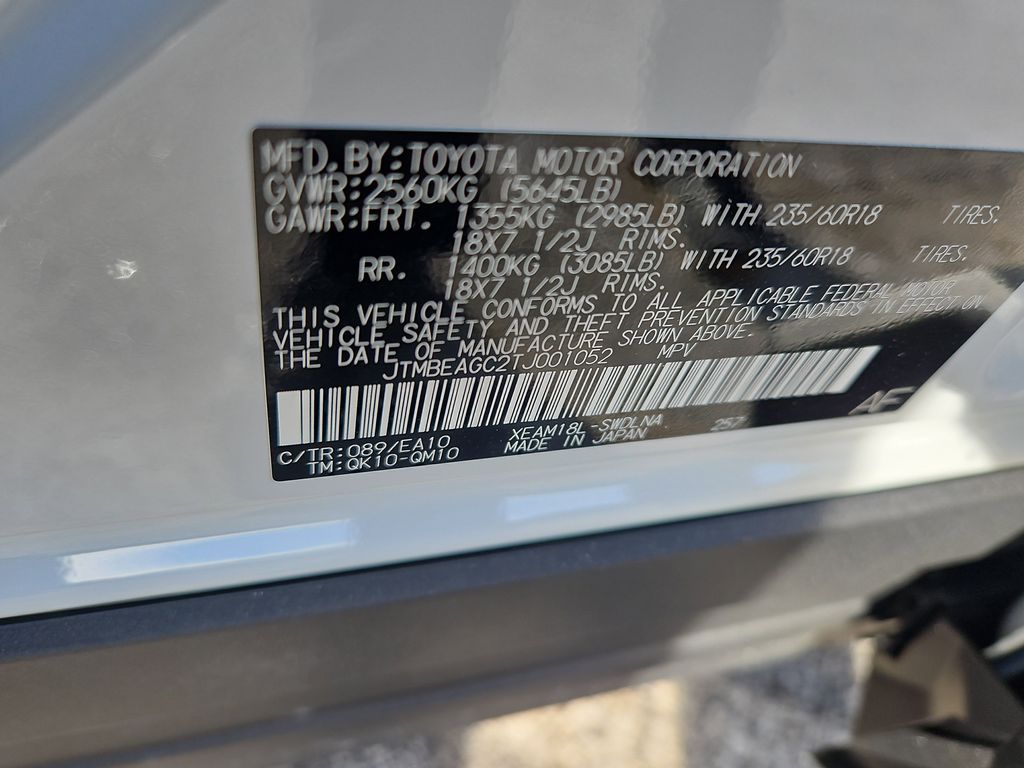 MFD. BY: TOYOTA MOTOR CORPORATION
GVWR: 2560KG (5645LB)
GAWR: FRT. 1355KG (2985LB) WITH 235/60R18 TIRES.
18X7 1/2J RIMS.
RR. 1400KG (3085LB) WITH 235/60R18 TIRES.
18X7 1/2J RIMS.
THIS VEHICLE CONFORMS TO ALL APPLICABLE FEDERAL MOTOR
VEHICLE SAFETY AND THEFT PREVENTION STANDARDS IN EFFECT ON
THE DATE OF MANUFACTURE SHOWN ABOVE.
JTMBEAGC2TJ001052 MPV
C/TR: 089/EA10 XEAM18L-SWDLNA 257 AF
TM: QK10-QM10 MADE IN JAPAN